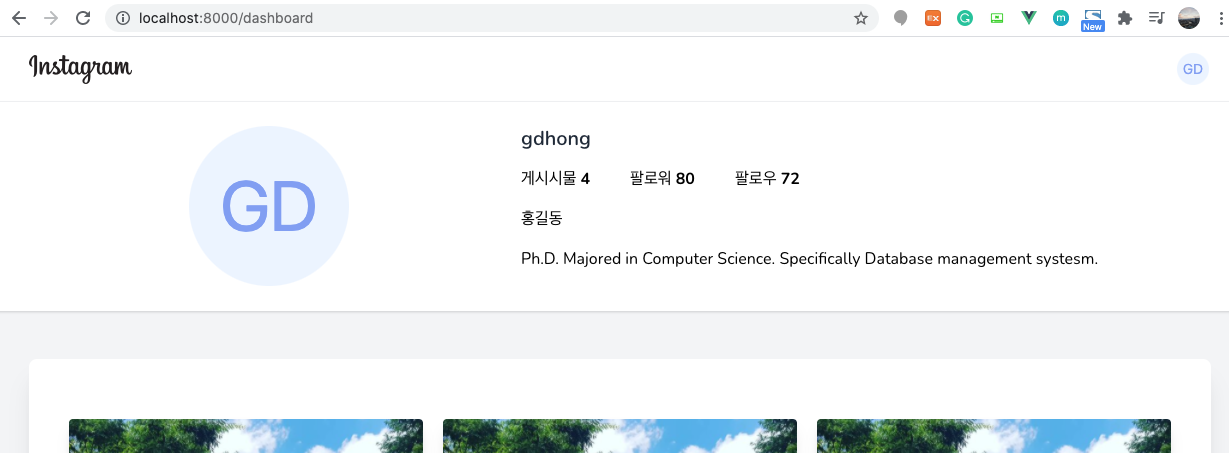 localhost:8000/dashboard
New
Instagram
GD
GD
gdhong
게시시물 4 팔로워 80 팔로우 72
홍길동
Ph.D. Majored in Computer Science. Specifically Database management systesm.